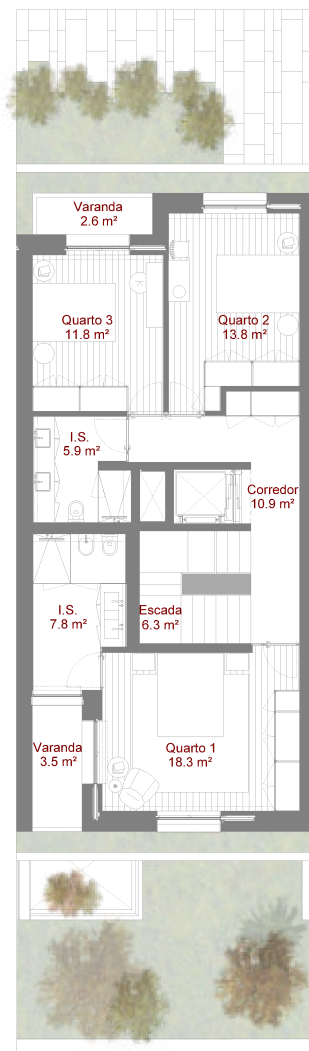 Varanda
2.6 m²
Quarto 3
11.8 m²
Quarto 2
13.8 m²
I.S.
5.9 m²
Corredor
10.9 m²
I.S.
7.8 m²
Escada
6.3 m²
Varanda
3.5 m²
Quarto 1
18.3 m²